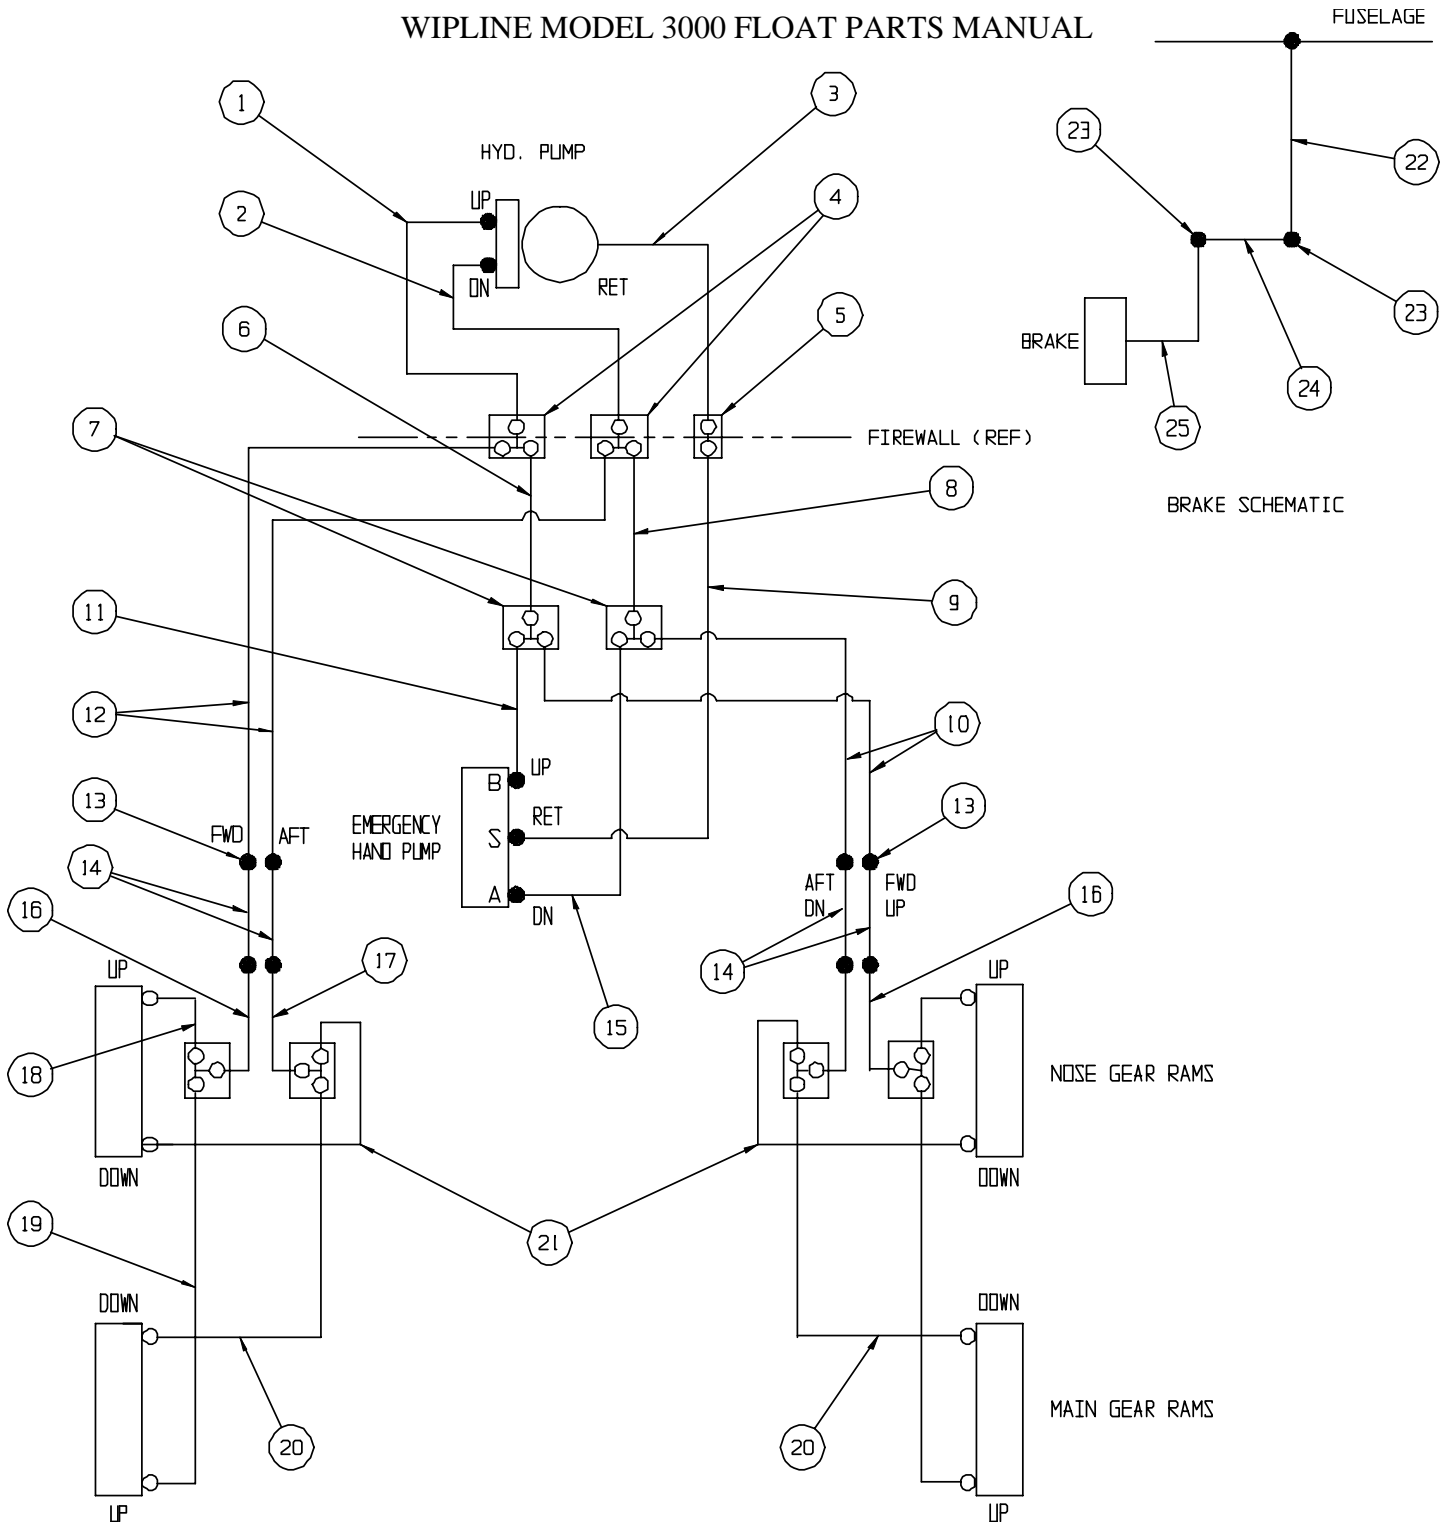 WIPLINE MODEL 3000 FLOAT PARTS MANUAL
FUSELAGE
1
3
23
HYD. PUMP
22
UP
4
2
DN
RET
6
5
23
BRAKE
24
7
25
FIREWALL (REF)
8
BRAKE SCHEMATIC
11
9
12
10
B
UP
13
FWD
AFT
EMERGENCY
HAND PUMP
S
RET
13
14
A
DN
AFT
DN
FWD
UP
16
16
UP
17
14
UP
15
18
NOSE GEAR RAMS
DOWN
DOWN
19
21
DOWN
DOWN
20
20
MAIN GEAR RAMS
UP
UP